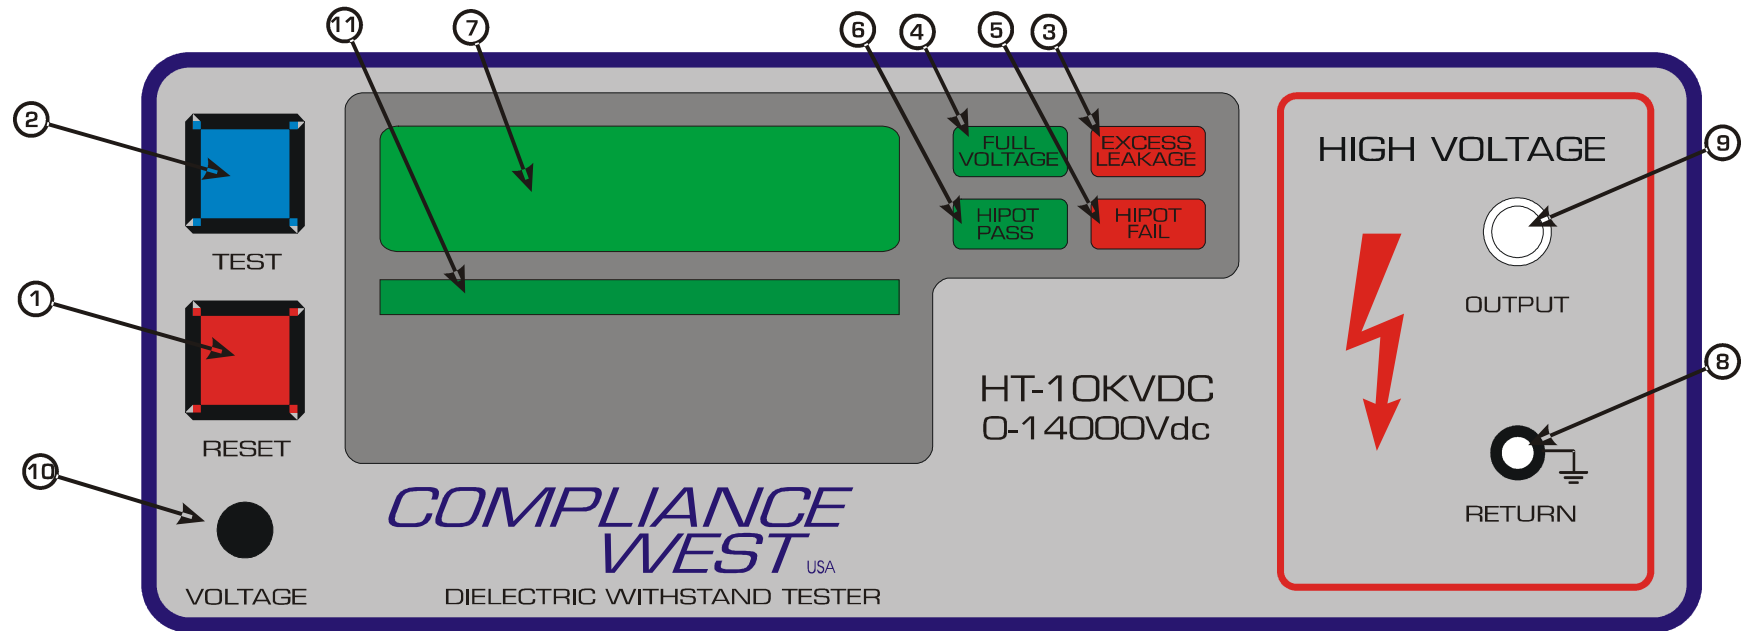 11
7
6
4
5
3
2
FULL
VOLTAGE
EXCESS
LEAKAGE
HIPOT
PASS
HIPOT
FAIL
HIGH VOLTAGE
9
TEST
1
OUTPUT
8
HT-10KVDC
0-14000Vdc
RESET
10
COMPLIANCE
WEST USA
RETURN
VOLTAGE
DIELECTRIC WITHSTAND TESTER